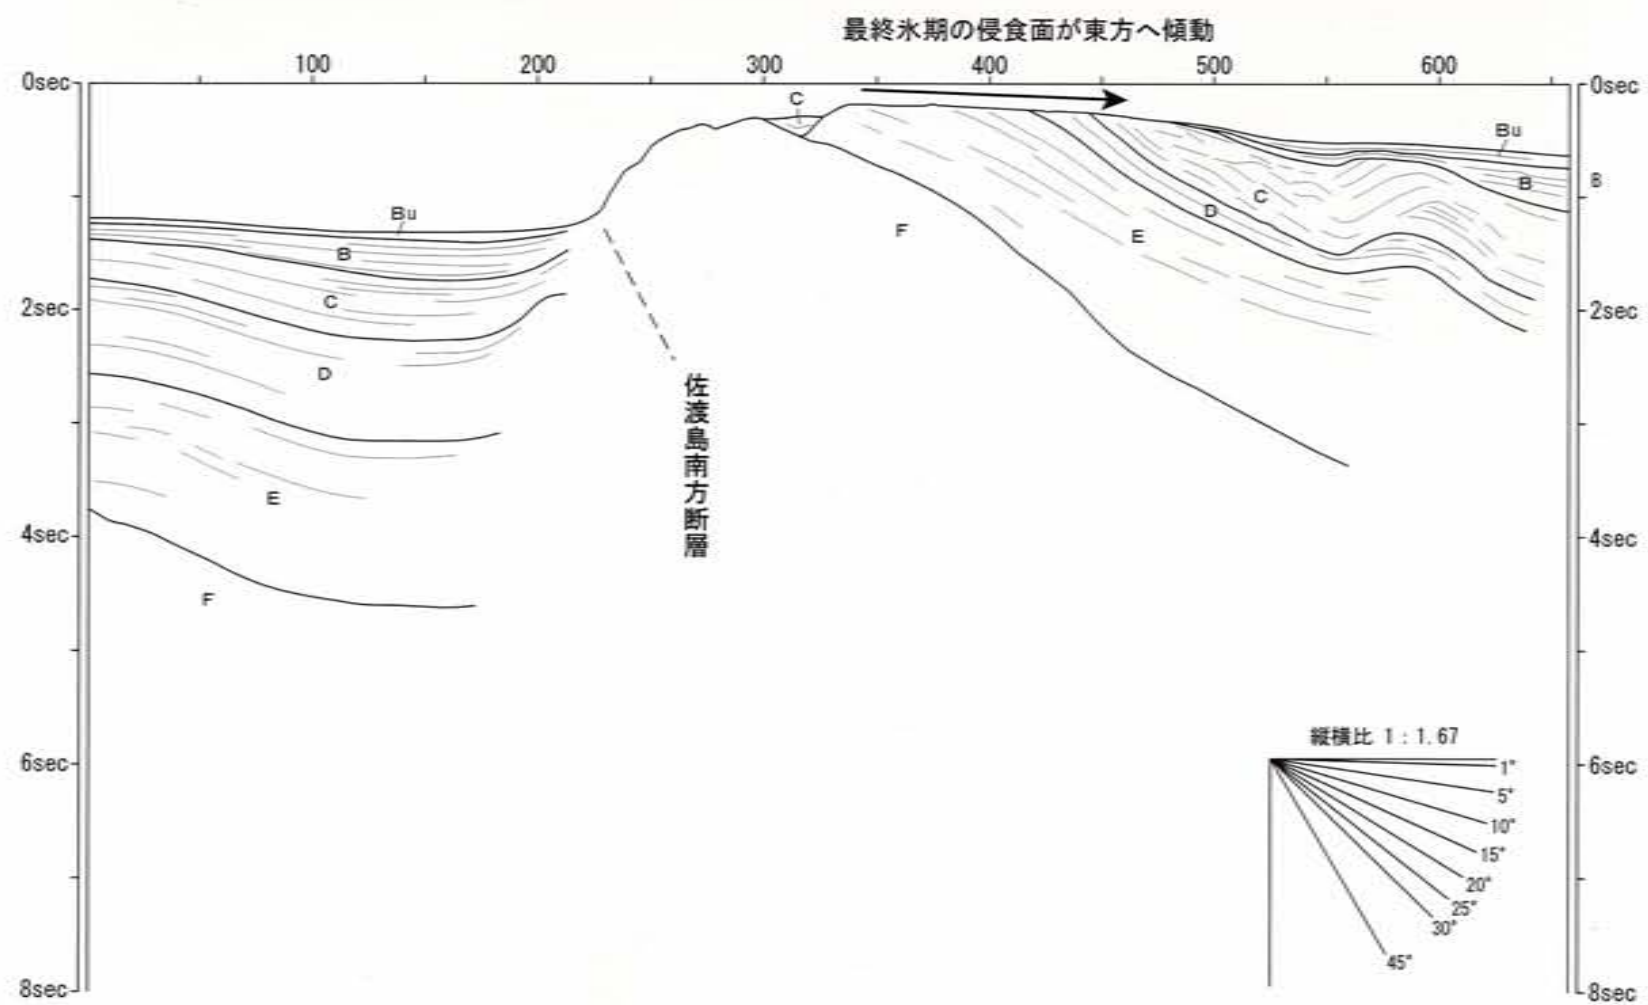 最終氷期の侵食面が東方へ傾動
100 200 300 400 500 600
0sec 0sec
C
Bu
Bu
B
B
B
C
D
E
F
C
D
E
F
2sec 2sec
佐渡島南方断層
4sec 4sec
縦横比 1 : 1.67
6sec 6sec
1°
5°
10°
15°
20°
25°
30°
45°
8sec 8sec